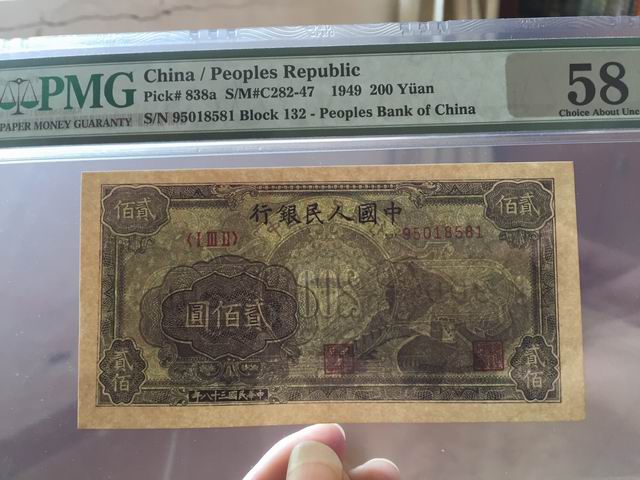 PMG
PAPER MONEY GUARANTY
China / Peoples Republic
Pick# 838a S/M#C282-47 1949 200 Yüan
S/N 95018581 Block 132 - Peoples Bank of China
58
Choice About Unc
佰貳
行銀民人國中
佰貳
〈I III II〉
95018581
圓佰貳
貳佰
貳佰
年八十三國民華中